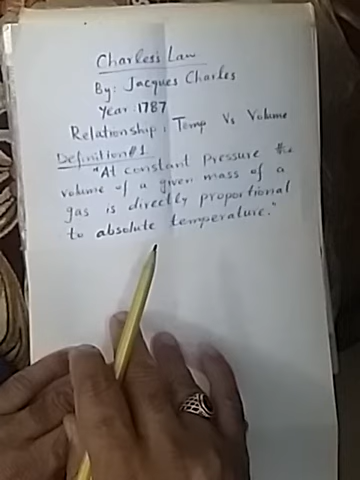 Charles's Law
By: Jacques Charles
Year: 1787
Relationship: Temp Vs Volume
Definition#1
"At constant pressure the
volume of a given mass of a
gas is directly proportional
to absolute temperature."